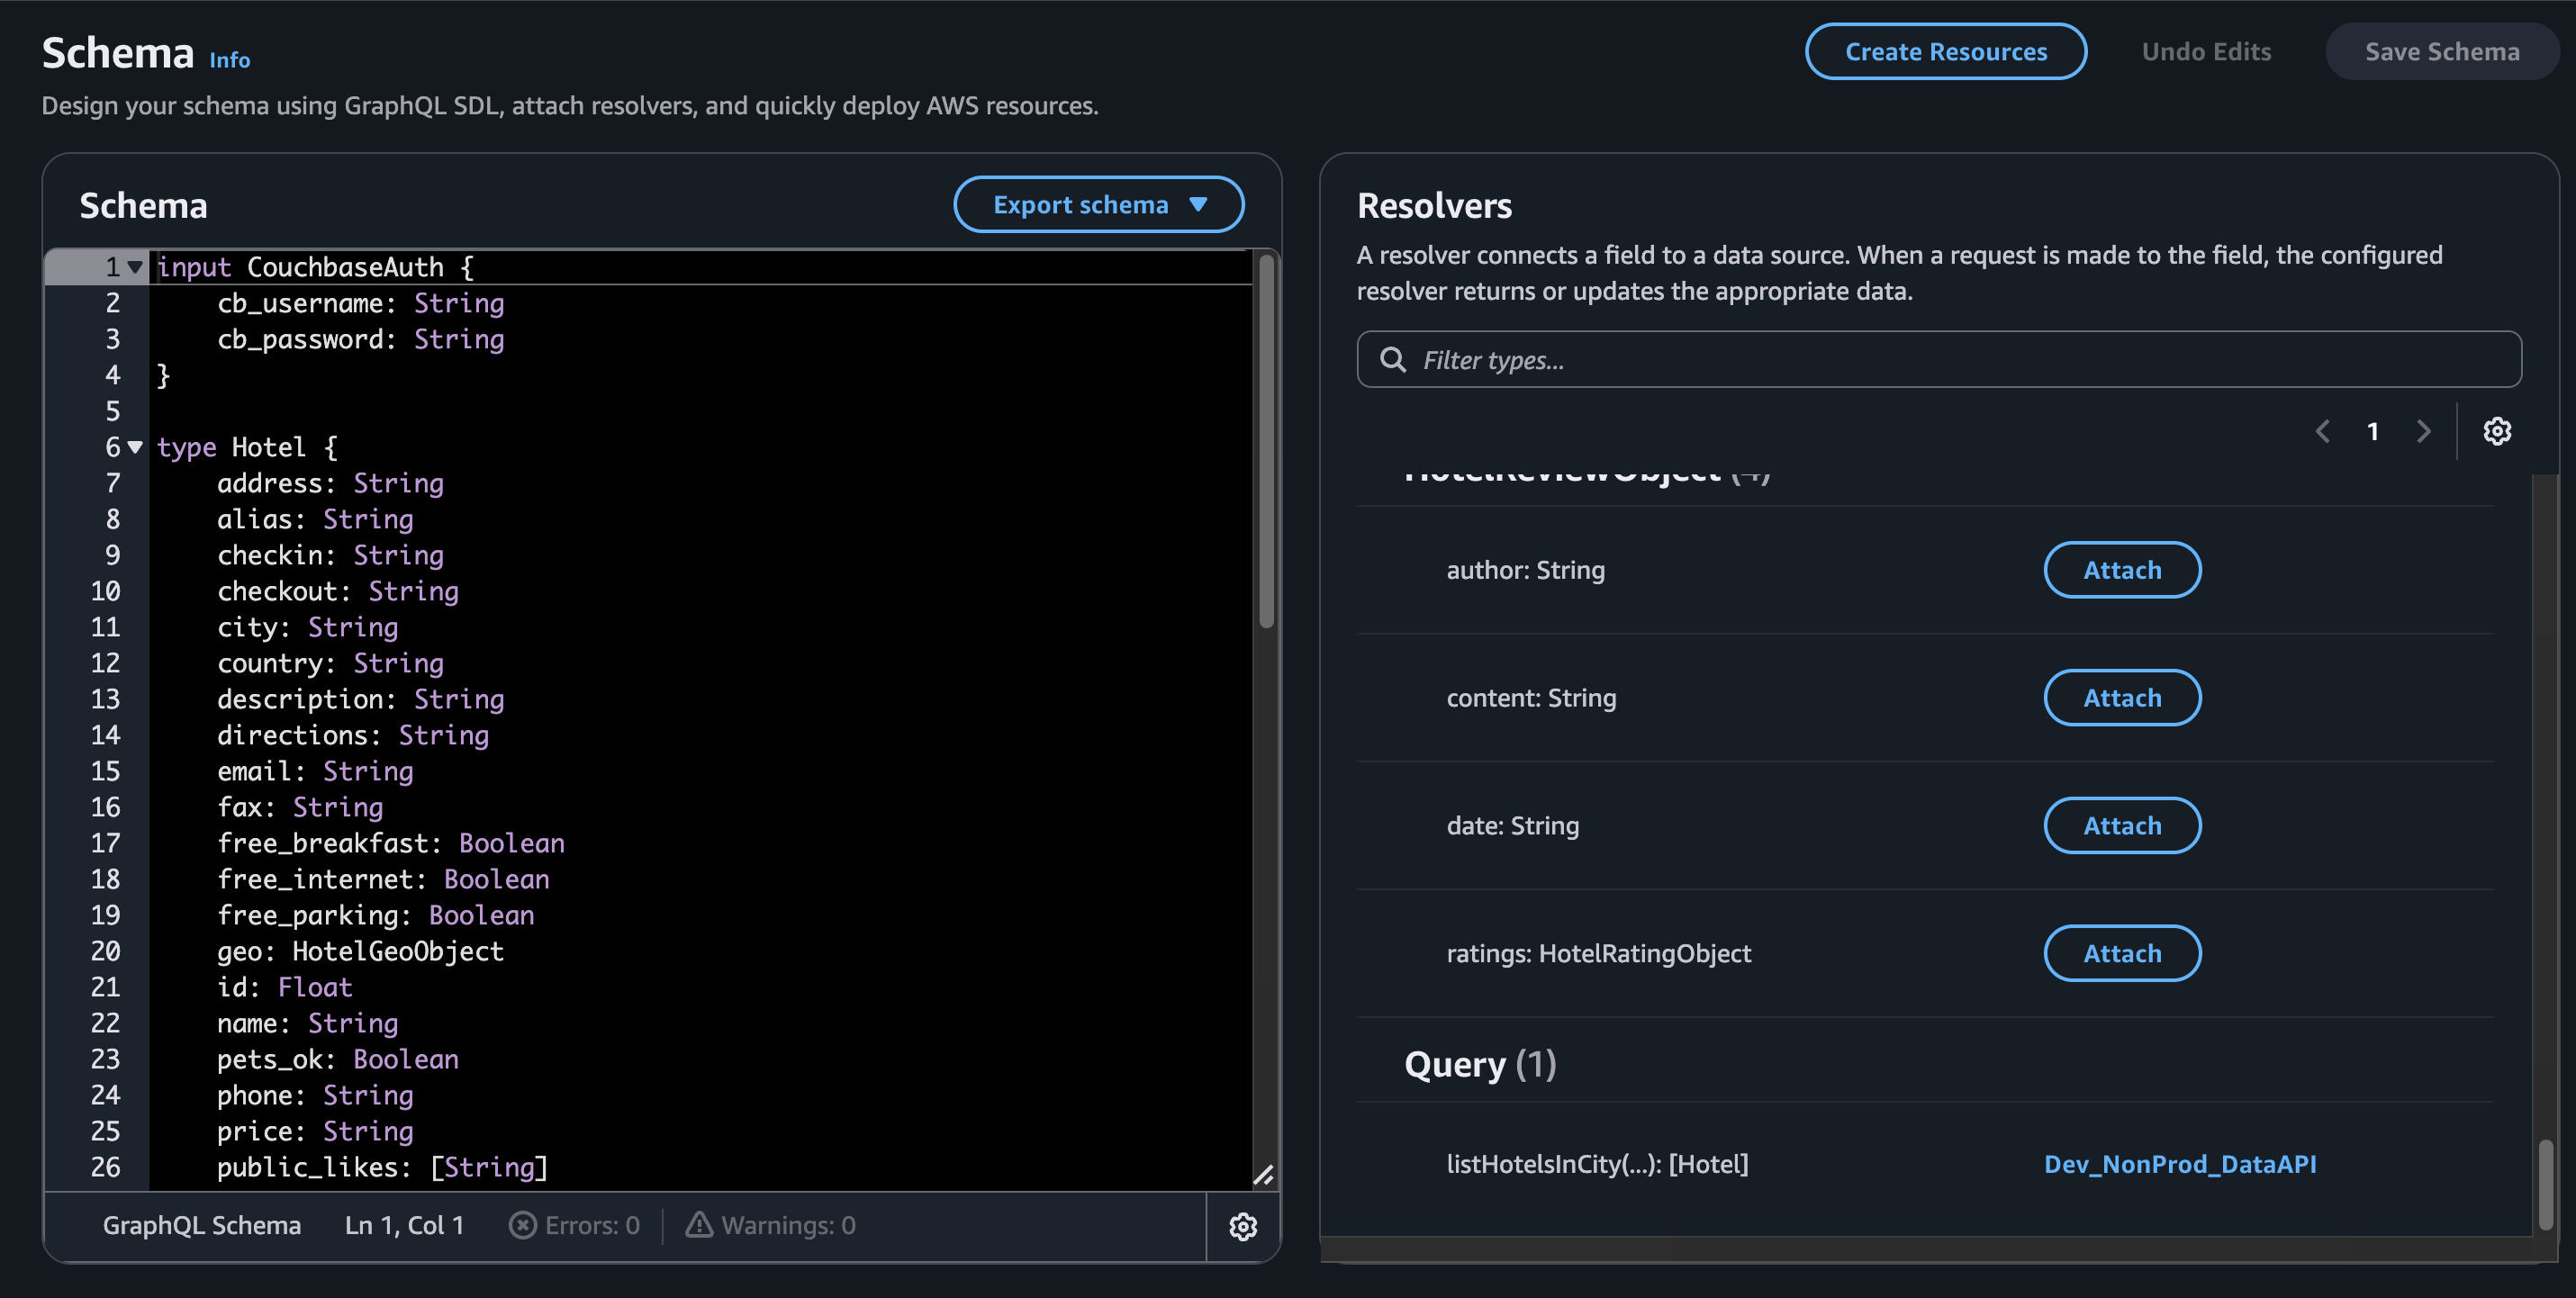 Schema Info
Create Resources
Undo Edits
Save Schema
Design your schema using GraphQL SDL, attach resolvers, and quickly deploy AWS resources.
Schema
Export schema
1 input CouchbaseAuth {
2 cb_username: String
3 cb_password: String
4 }
5
6 type Hotel {
7 address: String
8 alias: String
9 checkin: String
10 checkout: String
11 city: String
12 country: String
13 description: String
14 directions: String
15 email: String
16 fax: String
17 free_breakfast: Boolean
18 free_internet: Boolean
19 free_parking: Boolean
20 geo: HotelGeoObject
21 id: Float
22 name: String
23 pets_ok: Boolean
24 phone: String
25 price: String
26 public_likes: [String]
GraphQL Schema Ln 1, Col 1 Errors: 0 Warnings: 0
Resolvers
A resolver connects a field to a data source. When a request is made to the field, the configured
resolver returns or updates the appropriate data.
Filter types...
1
HotelReviewObject (4)
author: String Attach
content: String Attach
date: String Attach
ratings: HotelRatingObject Attach
Query (1)
listHotelsInCity(...): [Hotel] Dev_NonProd_DataAPI